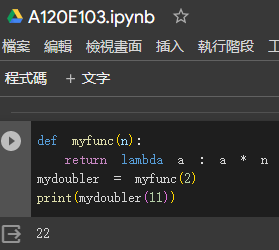 A120E103.ipynb
檔案 編輯 檢視畫面 插入 執行階段
程式碼 + 文字
def myfunc(n):
return lambda a : a * n
mydoubler = myfunc(2)
print(mydoubler(11))
22